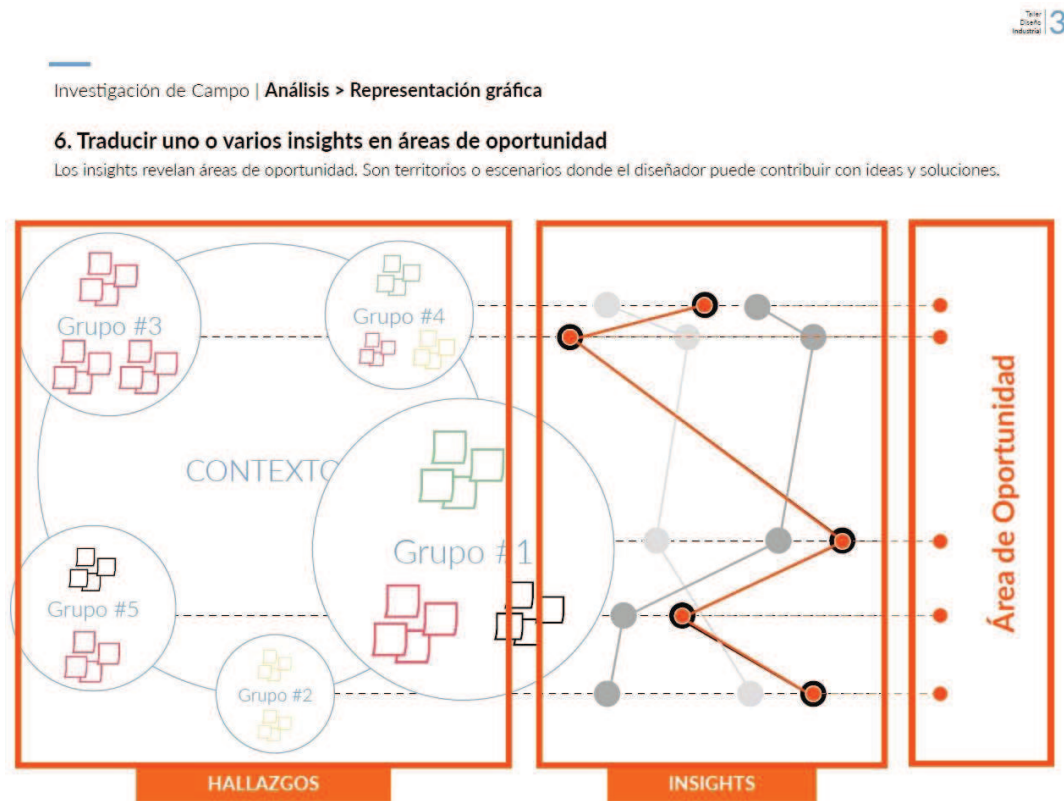 Taller
Diseño
Industrial
3
Investigación de Campo | Análisis > Representación gráfica
6. Traducir uno o varios insights en áreas de oportunidad
Los insights revelan áreas de oportunidad. Son territorios o escenarios donde el diseñador puede contribuir con ideas y soluciones.
Grupo #3
Grupo #4
CONTEXTO
Grupo #1
Grupo #5
Grupo #2
Área de Oportunidad
HALLAZGOS
INSIGHTS